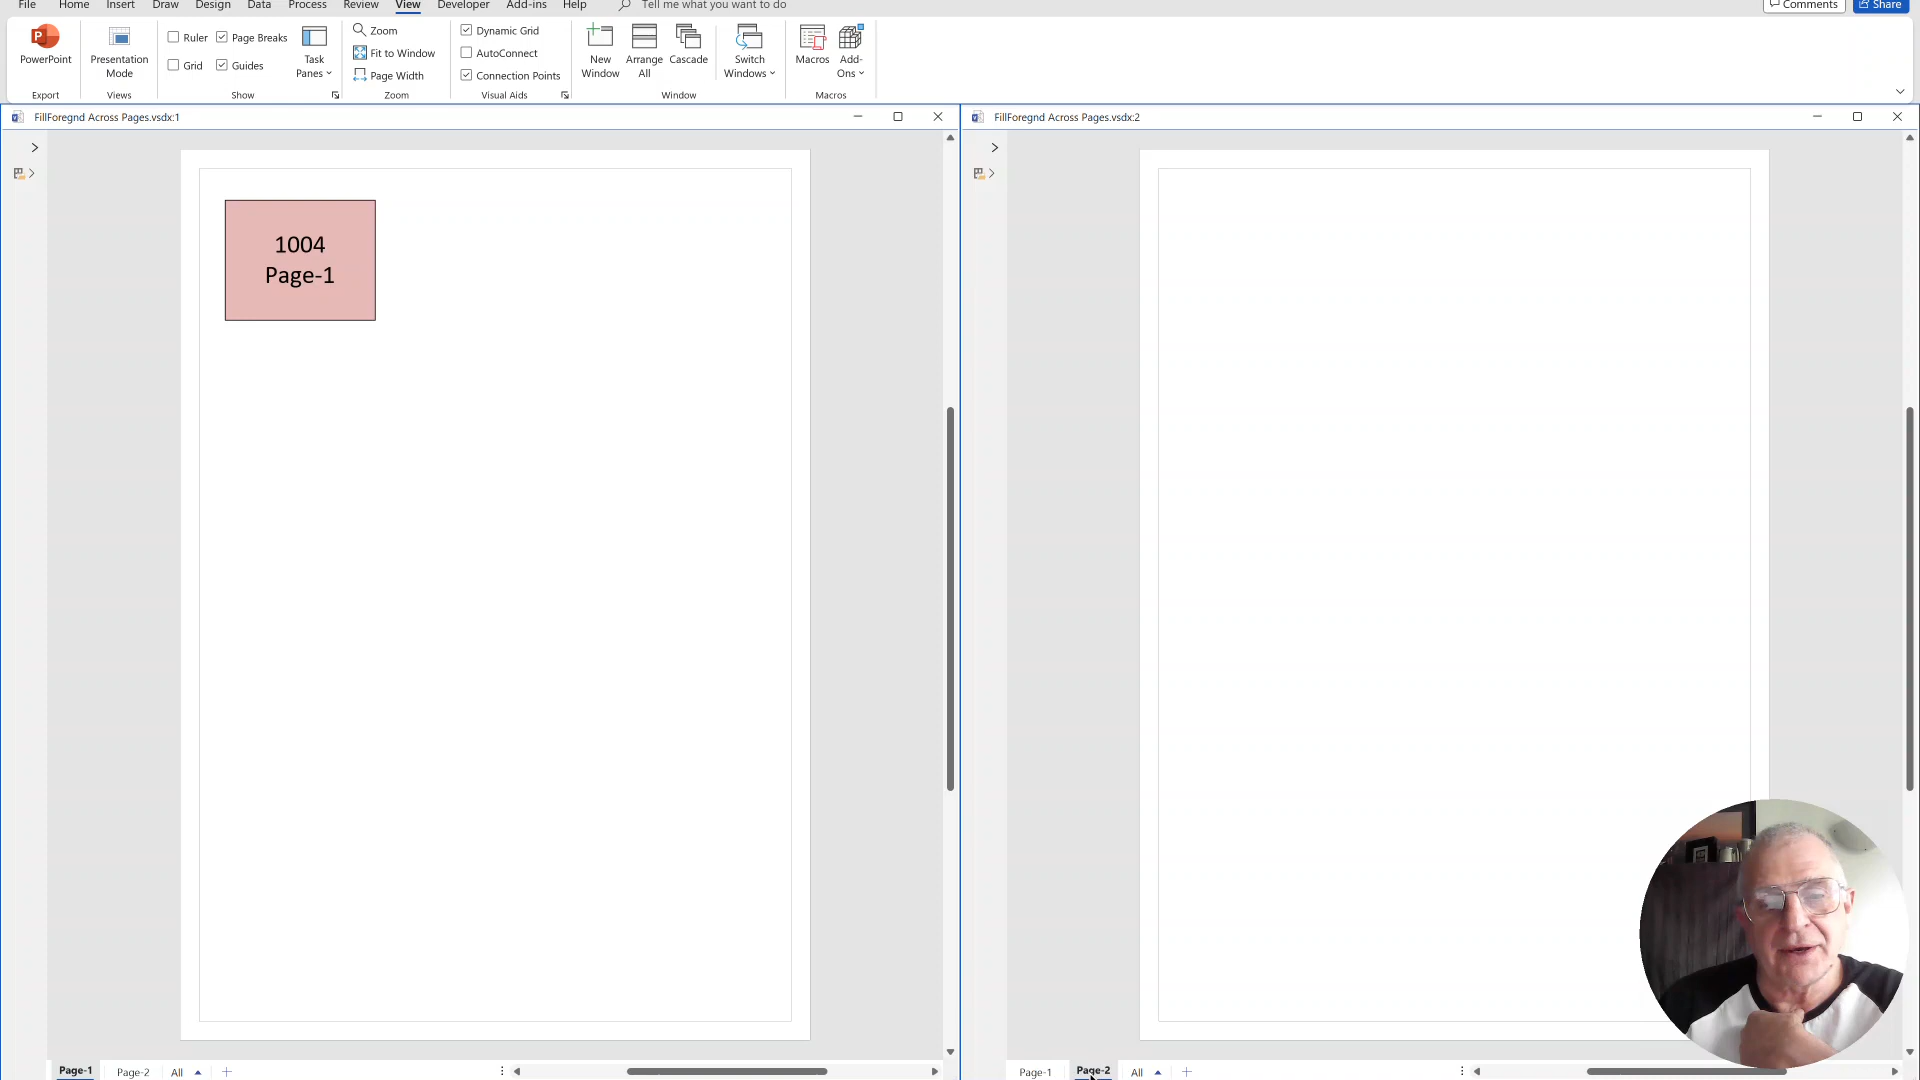 File Home Insert Draw Design Data Process Review View Developer Add-ins Help Tell me what you want to do Comments Share
PowerPoint
Export
Presentation
Mode
Views
Ruler Page Breaks
Grid Guides
Task
Panes
Show
Zoom
Fit to Window
Page Width
Zoom
Dynamic Grid
AutoConnect
Connection Points
Visual Aids
New
Window
Arrange
All
Cascade
Switch
Windows
Window
Macros
Add-
Ons
Macros
FillForegnd Across Pages.vsdx:1
FillForegnd Across Pages.vsdx:2
1004
Page-1
Page-1 Page-2 All
Page-1 Page-2 All